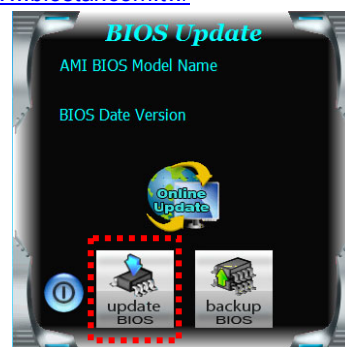 BIOS Update
AMI BIOS Model Name
BIOS Date Version
Online
Update
update
BIOS
backup
BIOS